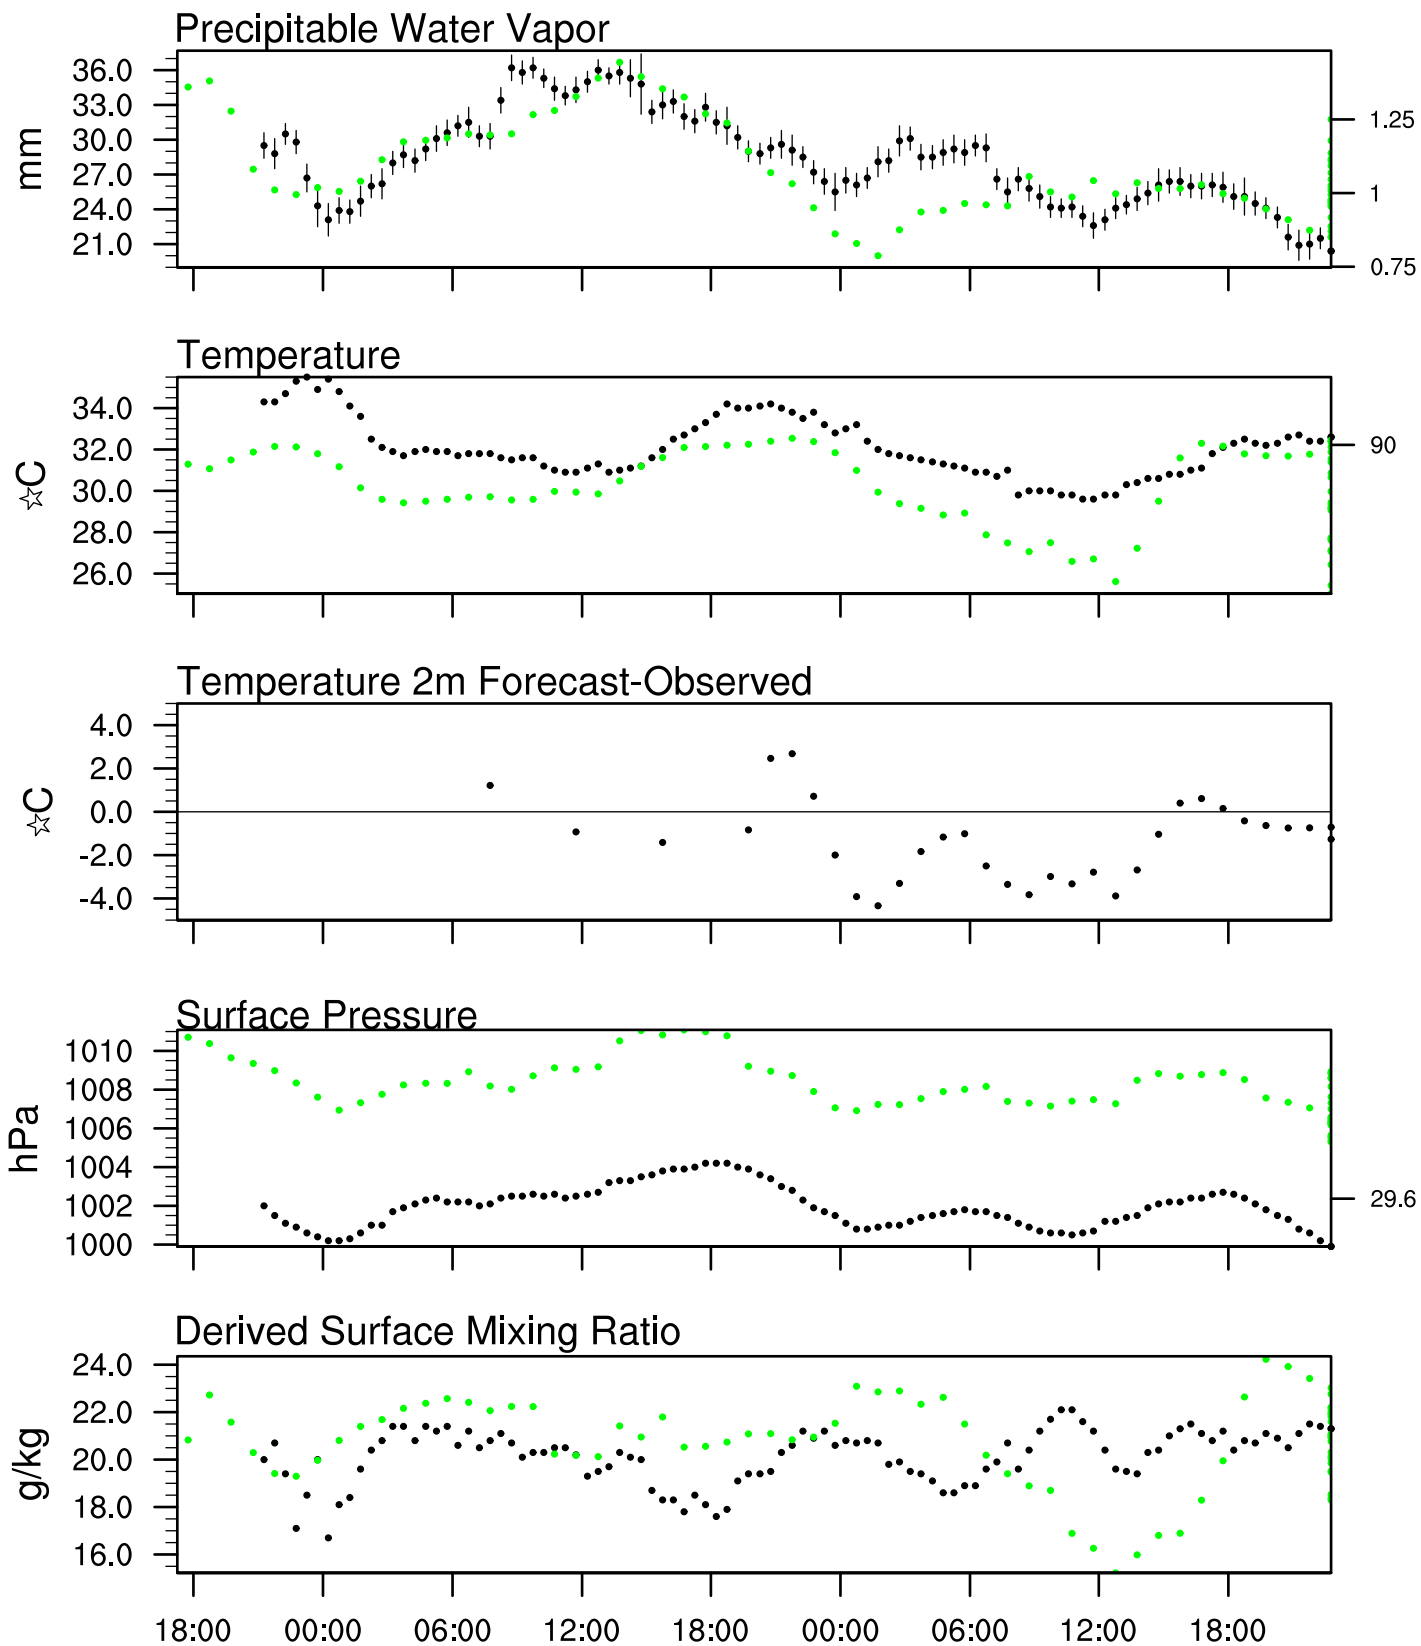 Precipitable Water Vapor
36.0
33.0
30.0
27.0
24.0
21.0
mm
1.25
1
0.75
Temperature
34.0
32.0
30.0
28.0
26.0
☆C
90
Temperature 2m Forecast-Observed
4.0
2.0
0.0
-2.0
-4.0
☆C
Surface Pressure
1010
1008
1006
1004
1002
1000
hPa
29.6
Derived Surface Mixing Ratio
24.0
22.0
20.0
18.0
16.0
g/kg
18:00 00:00 06:00 12:00 18:00 00:00 06:00 12:00 18:00